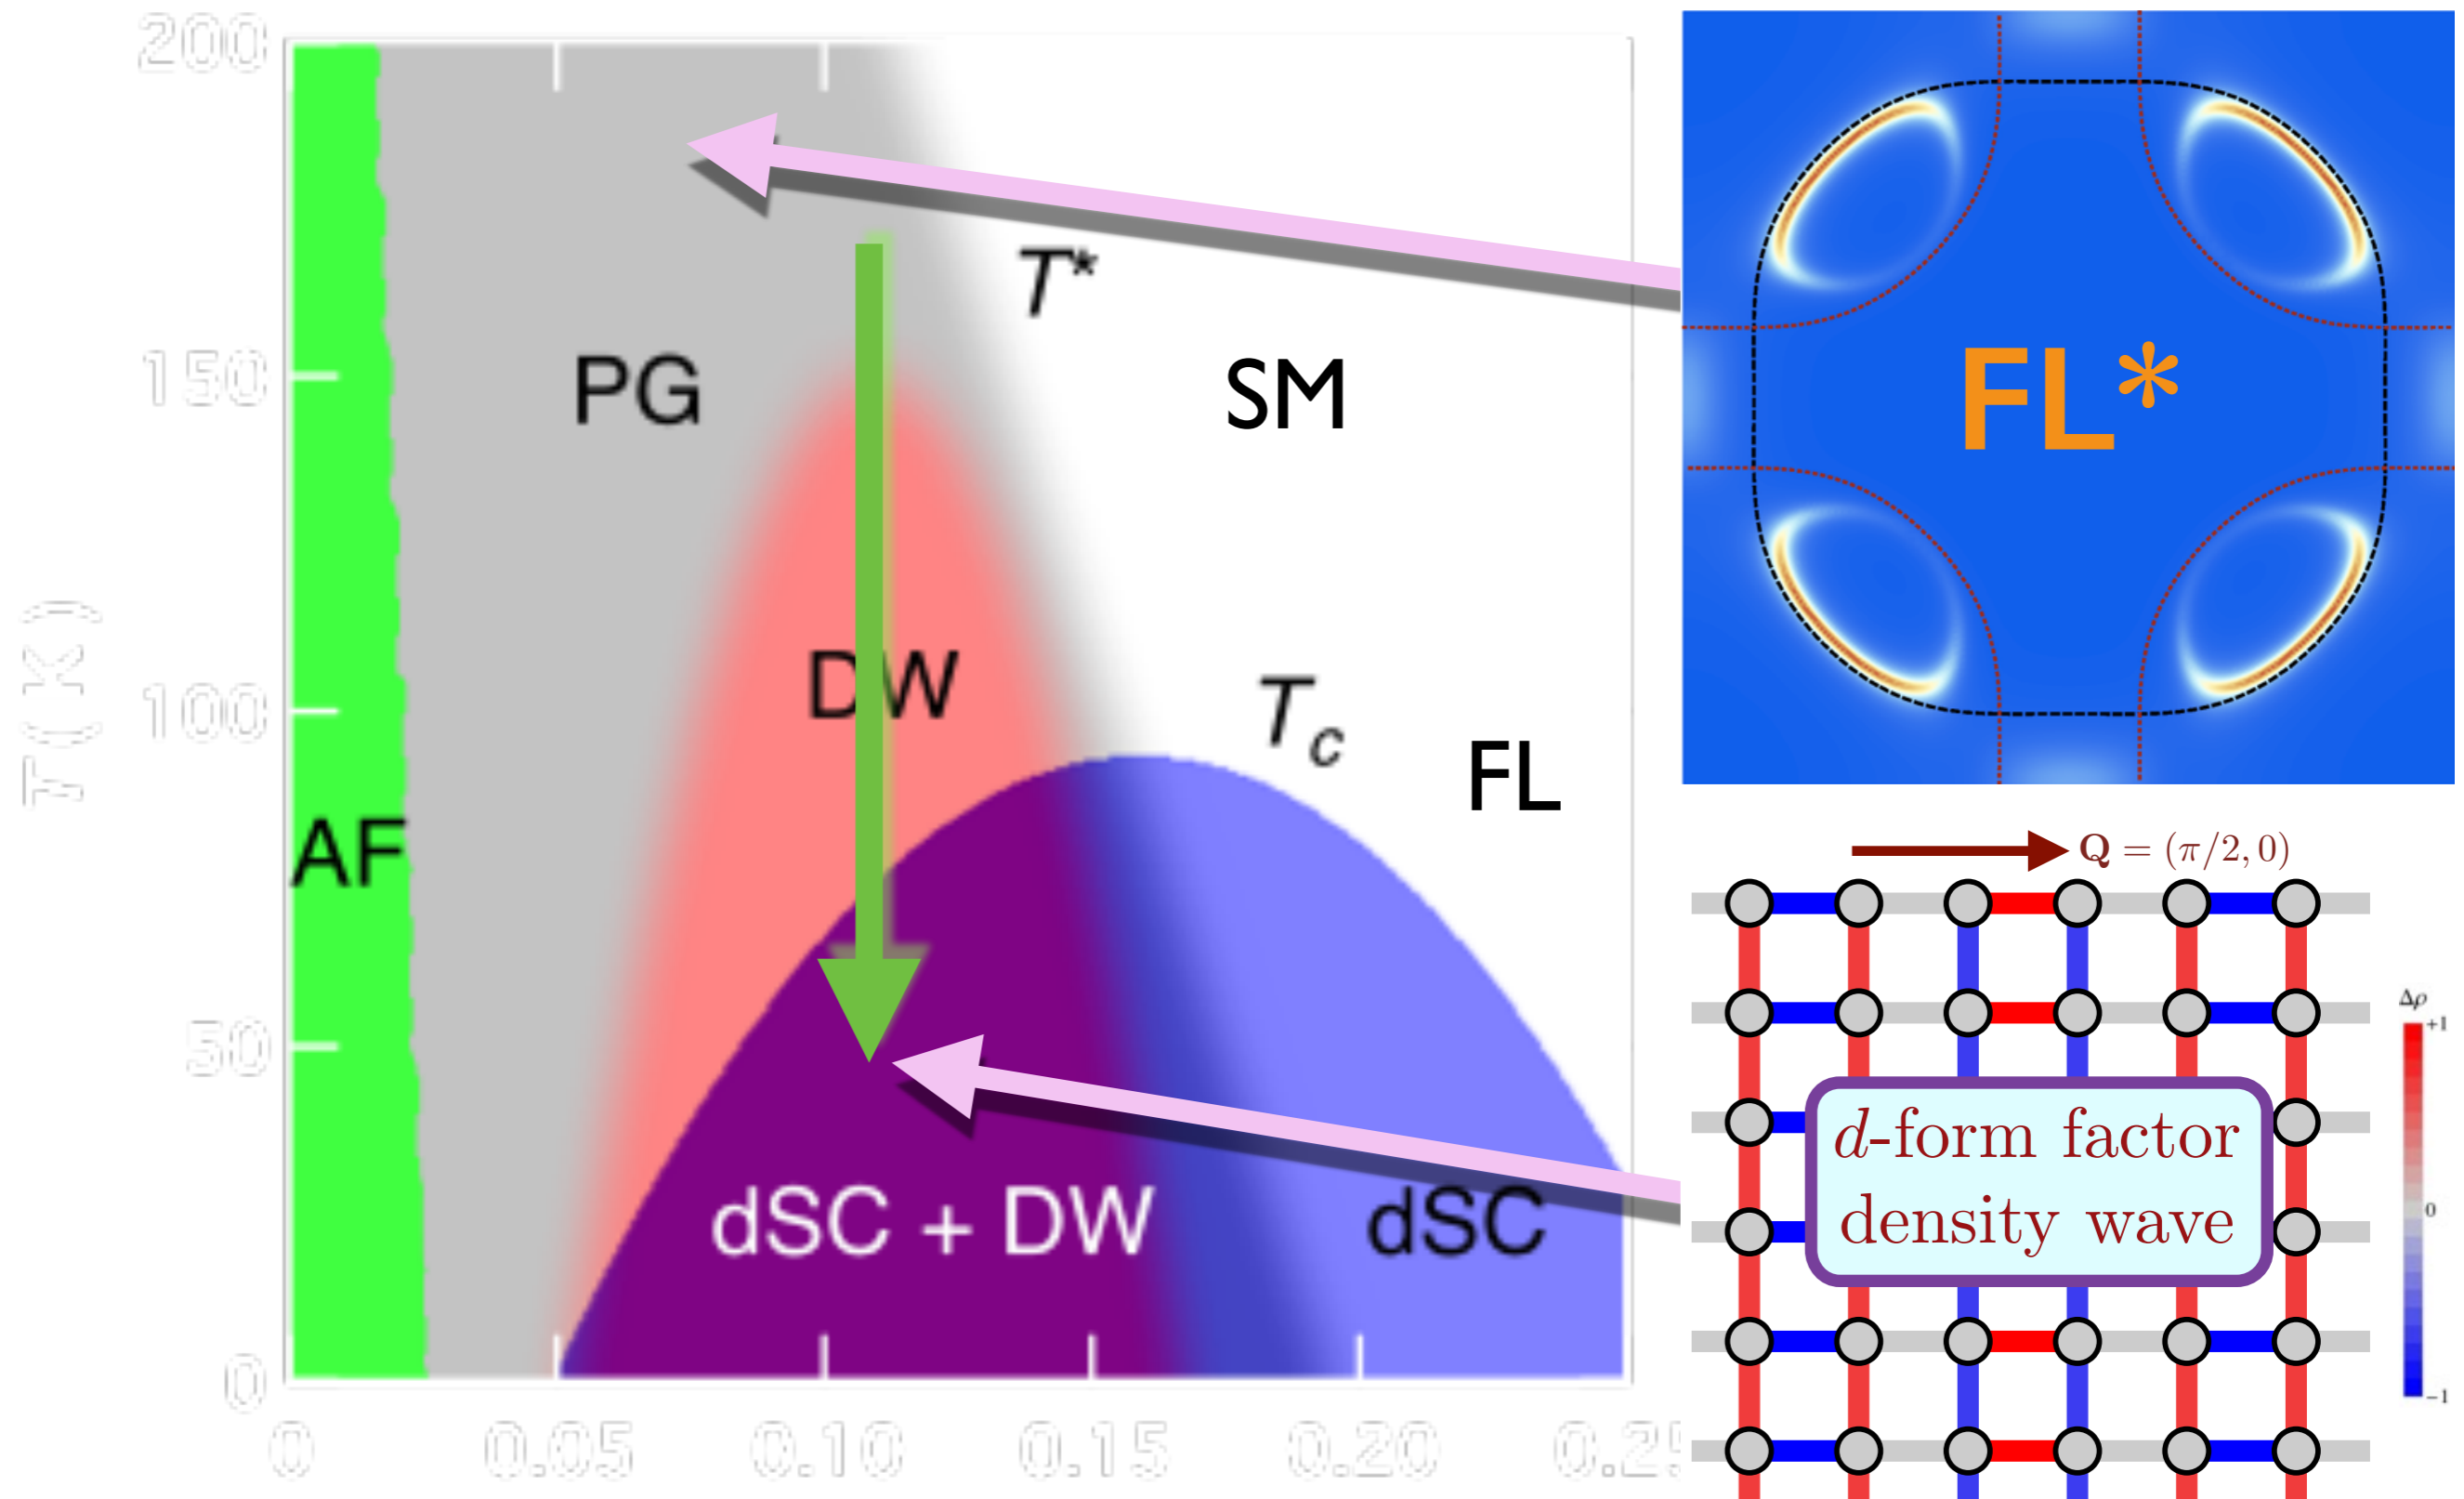 200
150
100
50
0
T(K)
0 0.05 0.10 0.15 0.20
T*
PG
SM
DW
Tc
FL
AF
dSC + DW
dSC
FL*
Q = (π/2, 0)
d-form factor
density wave
Δρ
+1
0
−1